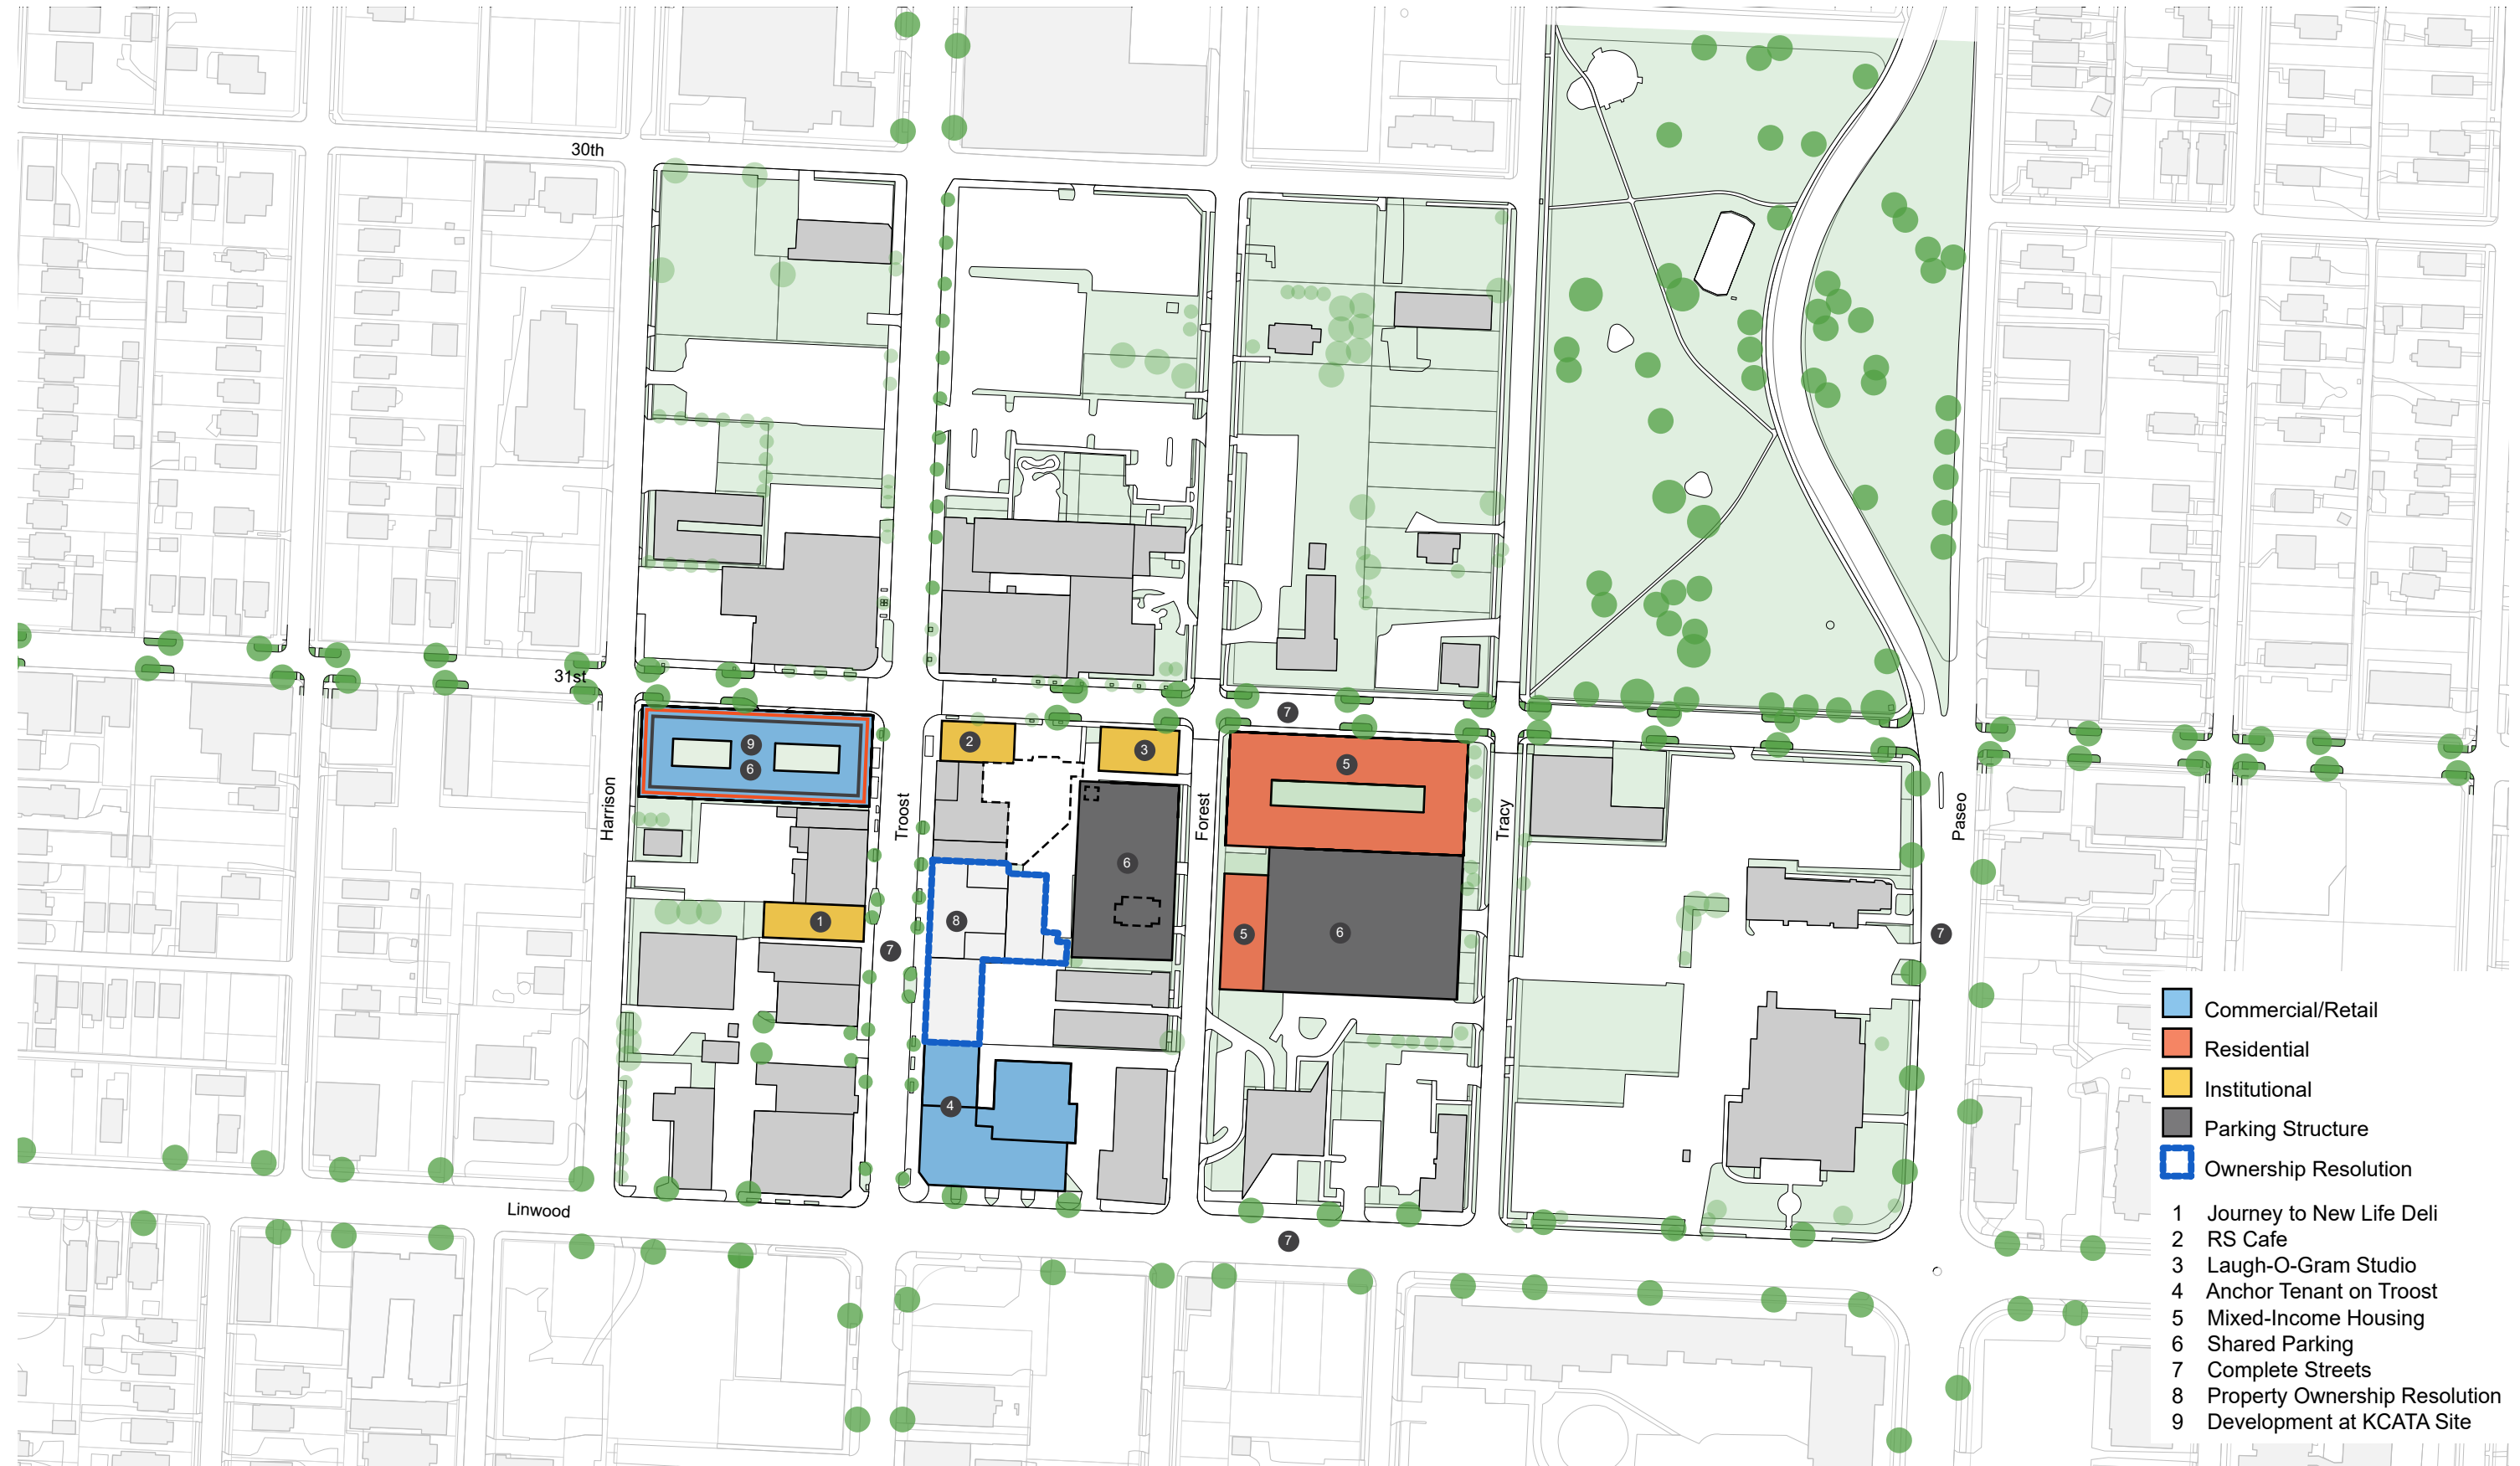 30th
31st
7
2
3
9
5
6
Harrison
Troost
Forest
Tracy
Paseo
6
1
8
5
6
7
7
4
Linwood
7
Commercial/Retail
Residential
Institutional
Parking Structure
Ownership Resolution
1 Journey to New Life Deli
2 RS Cafe
3 Laugh-O-Gram Studio
4 Anchor Tenant on Troost
5 Mixed-Income Housing
6 Shared Parking
7 Complete Streets
8 Property Ownership Resolution
9 Development at KCATA Site